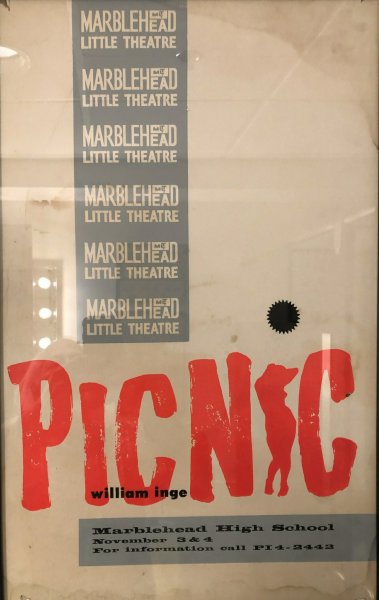 MARBLEHEAD
LITTLE THEATRE
MARBLEHEAD
LITTLE THEATRE
MARBLEHEAD
LITTLE THEATRE
MARBLEHEAD
LITTLE THEATRE
MARBLEHEAD
LITTLE THEATRE
MARBLEHEAD
LITTLE THEATRE
PICNIC
william inge
Marblehead High School
November 3 & 4
For information call PI 4-2442